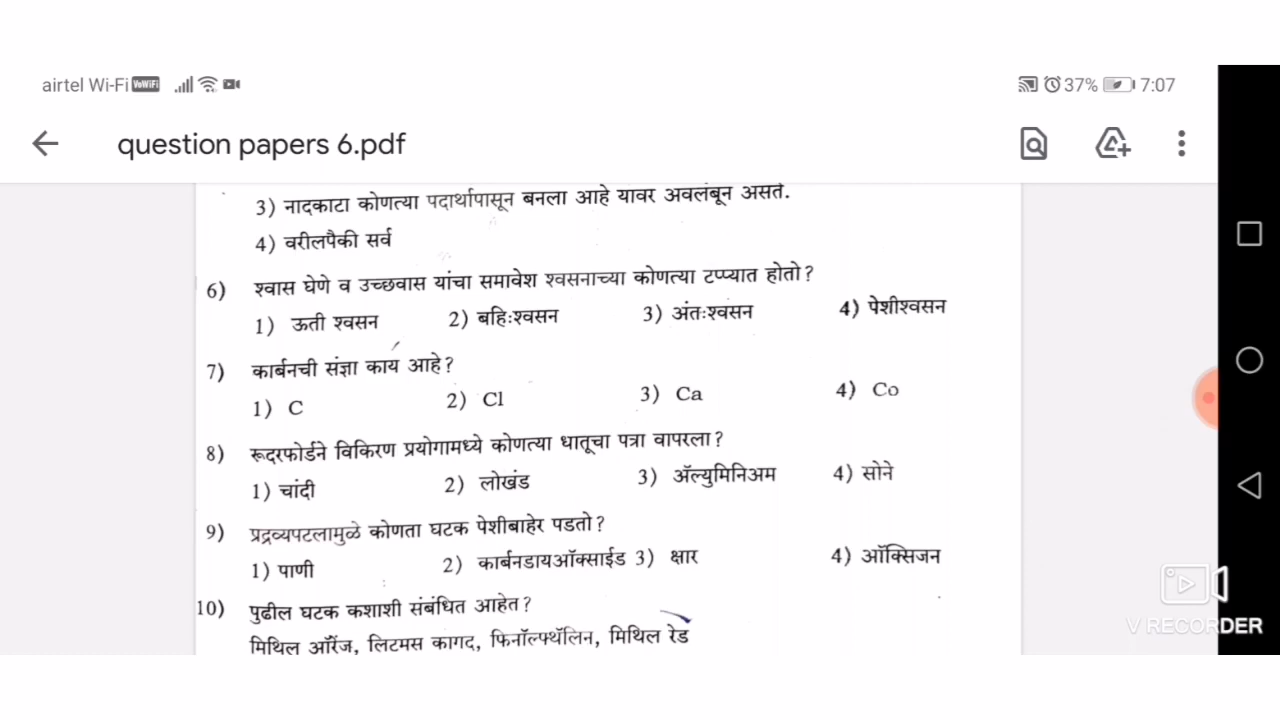 airtel Wi-Fi VoWiFi 37% 7:07
question papers 6.pdf
3) नादकाटा कोणत्या पदार्थापासून बनला आहे यावर अवलंबून असते.
4) वरीलपैकी सर्व
6) श्वास घेणे व उच्छवास यांचा समावेश श्वसनाच्या कोणत्या टप्प्यात होतो?
1) ऊती श्वसन 2) बहिःश्वसन 3) अंतःश्वसन 4) पेशीश्वसन
7) कार्बनची संज्ञा काय आहे?
1) C 2) Cl 3) Ca 4) Co
8) रूदरफोर्डने विकिरण प्रयोगामध्ये कोणत्या धातूचा पत्रा वापरला?
1) चांदी 2) लोखंड 3) ॲल्युमिनिअम 4) सोने
9) प्रद्रव्यपटलामुळे कोणता घटक पेशीबाहेर पडतो?
1) पाणी 2) कार्बनडायऑक्साईड 3) क्षार 4) ऑक्सिजन
10) पुढील घटक कशाशी संबंधित आहेत?
मिथिल ऑरेंज, लिटमस कागद, फिनॉल्फ्थॅलिन, मिथिल रेड
V RECORDER